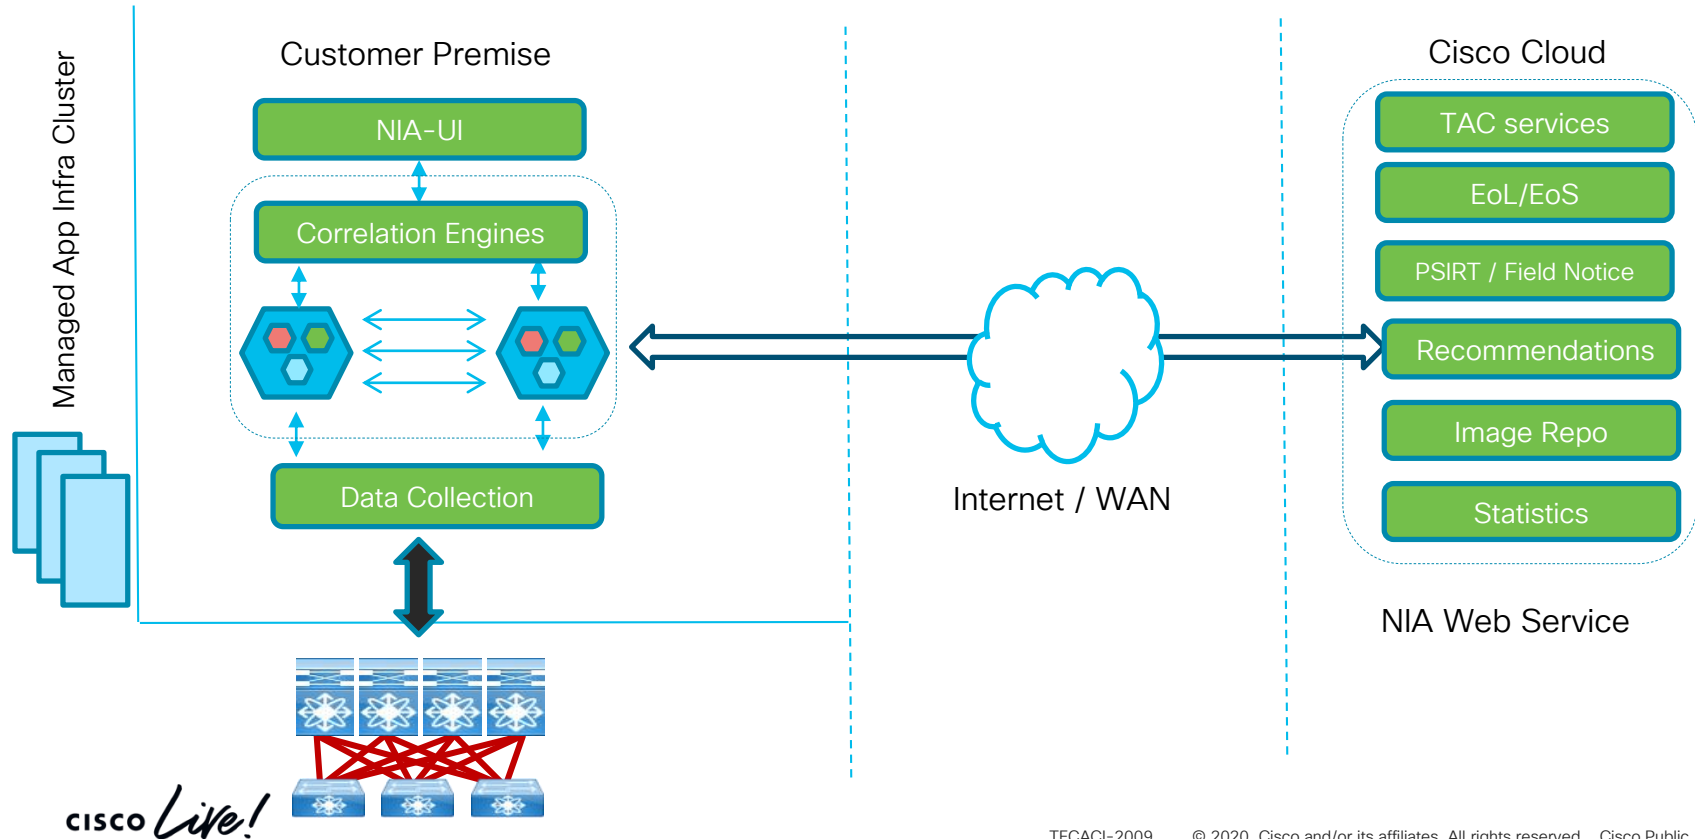 Managed App Infra Cluster
Customer Premise
NIA-UI
Correlation Engines
Data Collection
Internet / WAN
Cisco Cloud
TAC services
EoL/EoS
PSIRT / Field Notice
Recommendations
Image Repo
Statistics
NIA Web Service
CISCO Live!
TECACI-2009 © 2020 Cisco and/or its affiliates. All rights reserved. Cisco Public